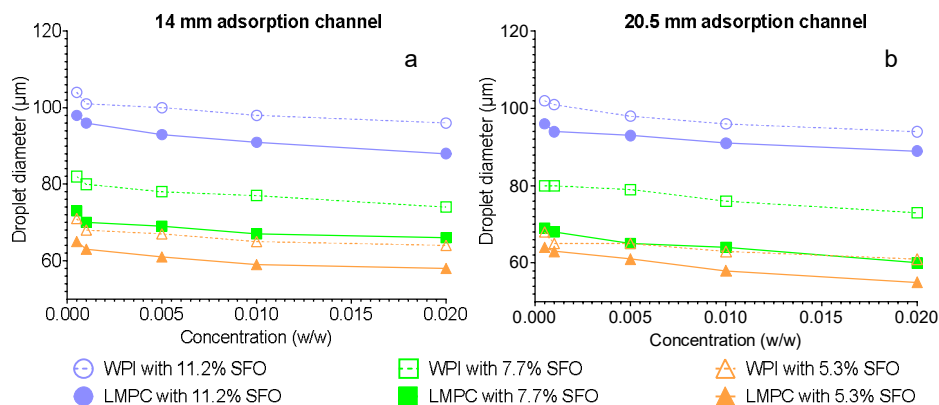 14 mm adsorption channel
a
Droplet diameter (µm)
120
100
80
60
0.000 0.005 0.010 0.015 0.020
Concentration (w/w)
20.5 mm adsorption channel
b
Droplet diameter (µm)
120
100
80
60
0.000 0.005 0.010 0.015 0.020
Concentration (w/w)
WPI with 11.2% SFO WPI with 7.7% SFO WPI with 5.3% SFO
LMPC with 11.2% SFO LMPC with 7.7% SFO LMPC with 5.3% SFO